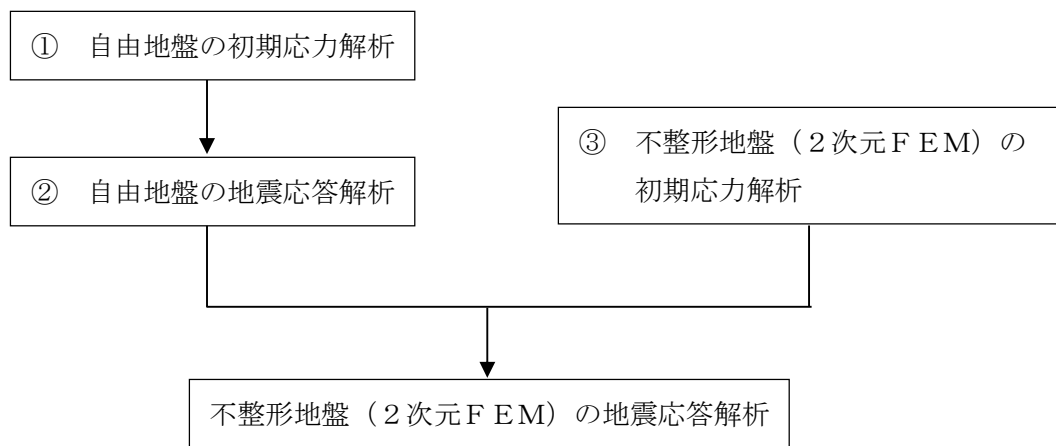 ① 自由地盤の初期応力解析
② 自由地盤の地震応答解析
③ 不整形地盤（２次元ＦＥＭ）の
初期応力解析
不整形地盤（２次元ＦＥＭ）の地震応答解析